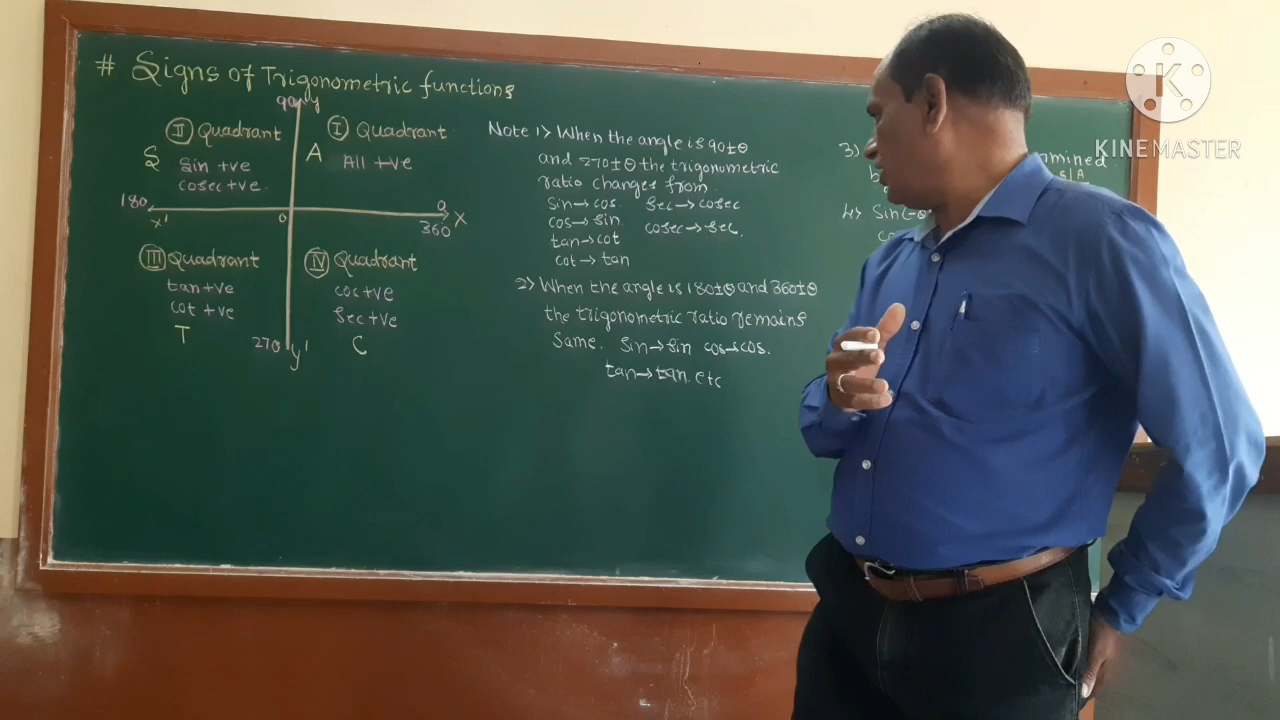 # Signs of Trigonometric functions
90 y
II Quadrant
S
sin +ve
cosec +ve
I Quadrant
A
All +ve
180
x'
0
0
360
X
III Quadrant
tan +ve
cot +ve
T
IV Quadrant
cos +ve
sec +ve
C
270 y'
Note 1> When the angle is 90±θ
and 270±θ the trigonometric
ratio changes from
sin→cos. sec→cosec
cos→sin. cosec→sec.
tan→cot
cot→tan
2> When the angle is 180±θ and 360±θ
the trigonometric ratio remains
Same. sin→sin cos→cos.
tan→tan. etc
3)
4) Sin(-θ
K
KINEMASTER